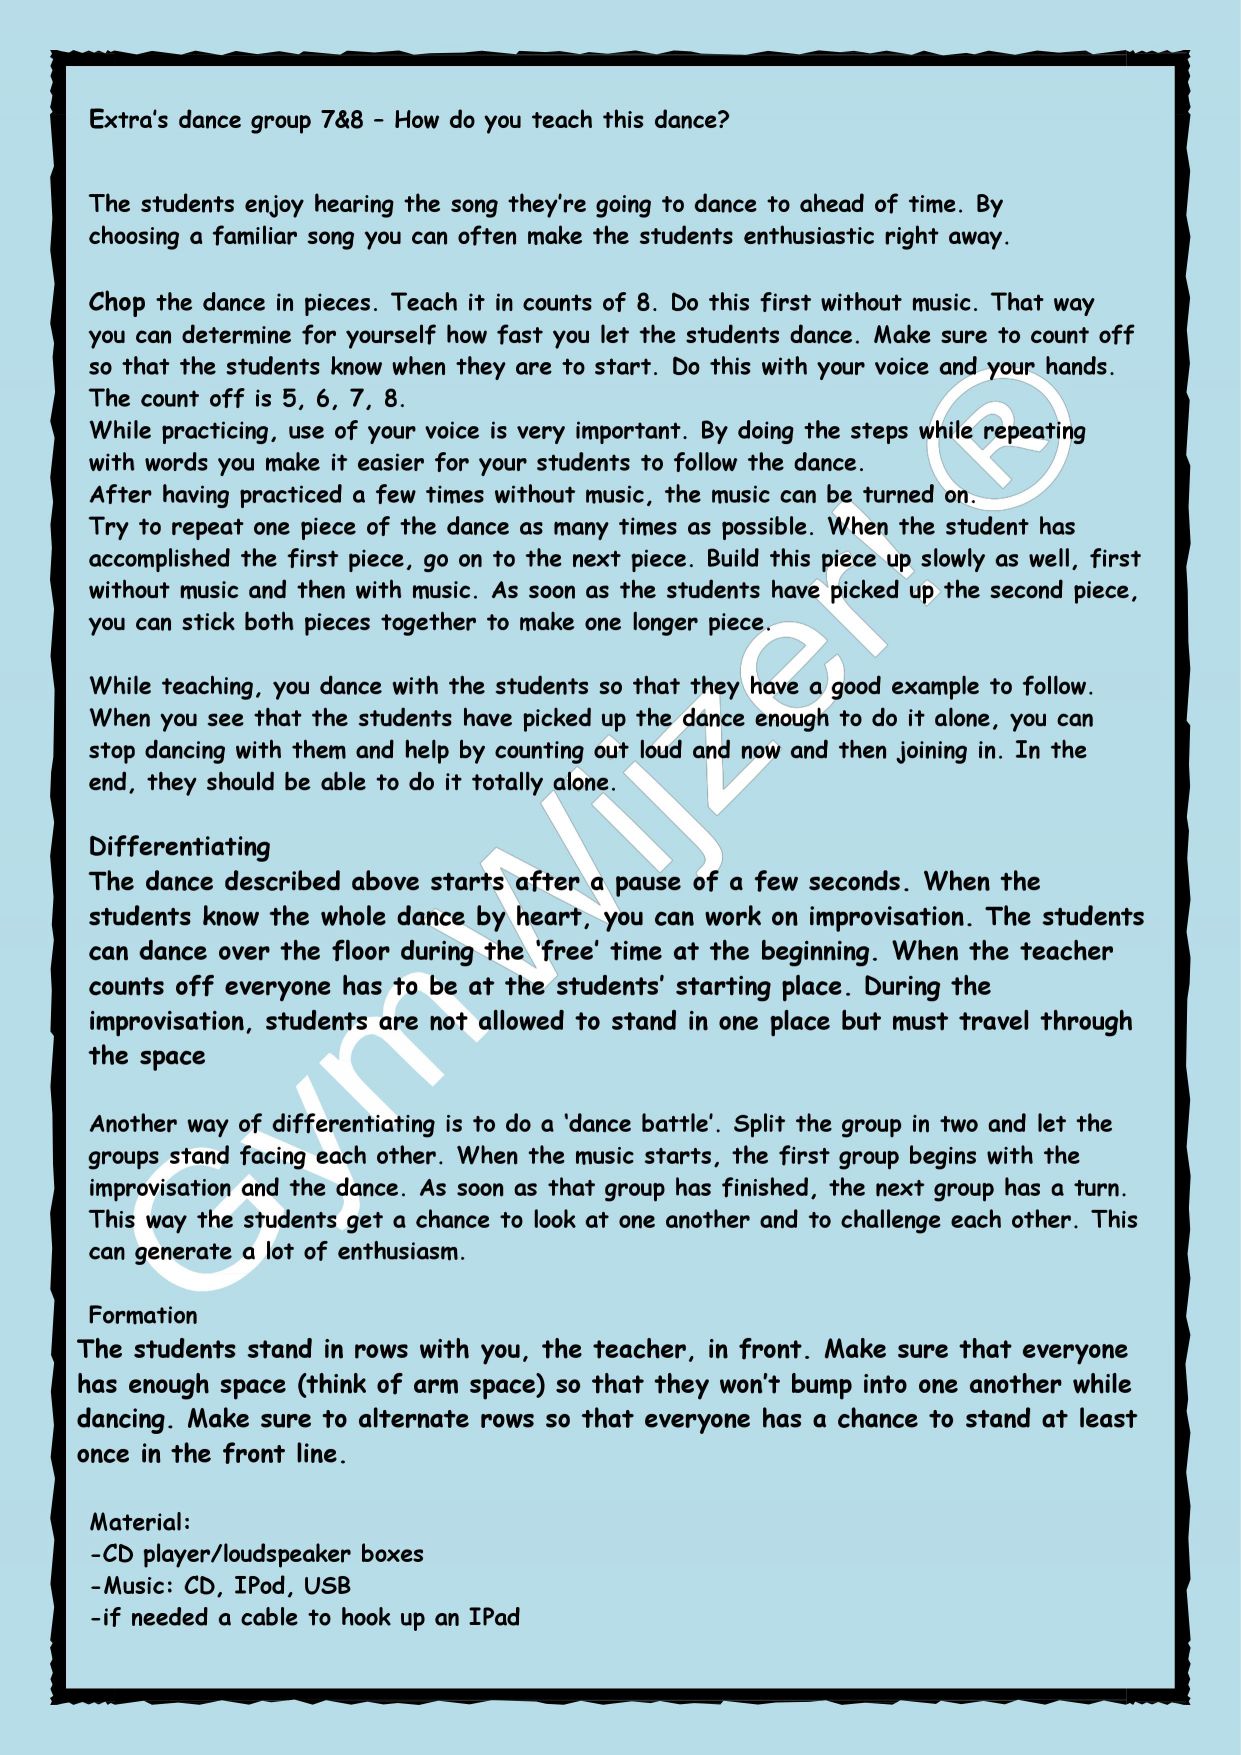 Extra's dance group 7&8 – How do you teach this dance?
The students enjoy hearing the song they're going to dance to ahead of time. By
choosing a familiar song you can often make the students enthusiastic right away.
Chop the dance in pieces. Teach it in counts of 8. Do this first without music. That way
you can determine for yourself how fast you let the students dance. Make sure to count off
so that the students know when they are to start. Do this with your voice and your hands.
The count off is 5, 6, 7, 8.
While practicing, use of your voice is very important. By doing the steps while repeating
with words you make it easier for your students to follow the dance.
After having practiced a few times without music, the music can be turned on.
Try to repeat one piece of the dance as many times as possible. When the student has
accomplished the first piece, go on to the next piece. Build this piece up slowly as well, first
without music and then with music. As soon as the students have picked up the second piece,
you can stick both pieces together to make one longer piece.
While teaching, you dance with the students so that they have a good example to follow.
When you see that the students have picked up the dance enough to do it alone, you can
stop dancing with them and help by counting out loud and now and then joining in. In the
end, they should be able to do it totally alone.
Differentiating
The dance described above starts after a pause of a few seconds. When the
students know the whole dance by heart, you can work on improvisation. The students
can dance over the floor during the 'free' time at the beginning. When the teacher
counts off everyone has to be at the students' starting place. During the
improvisation, students are not allowed to stand in one place but must travel through
the space
Another way of differentiating is to do a 'dance battle'. Split the group in two and let the
groups stand facing each other. When the music starts, the first group begins with the
improvisation and the dance. As soon as that group has finished, the next group has a turn.
This way the students get a chance to look at one another and to challenge each other. This
can generate a lot of enthusiasm.
Formation
The students stand in rows with you, the teacher, in front. Make sure that everyone
has enough space (think of arm space) so that they won't bump into one another while
dancing. Make sure to alternate rows so that everyone has a chance to stand at least
once in the front line.
Material:
-CD player/loudspeaker boxes
-Music: CD, IPod, USB
-if needed a cable to hook up an IPad
Gym Wijzer! ®